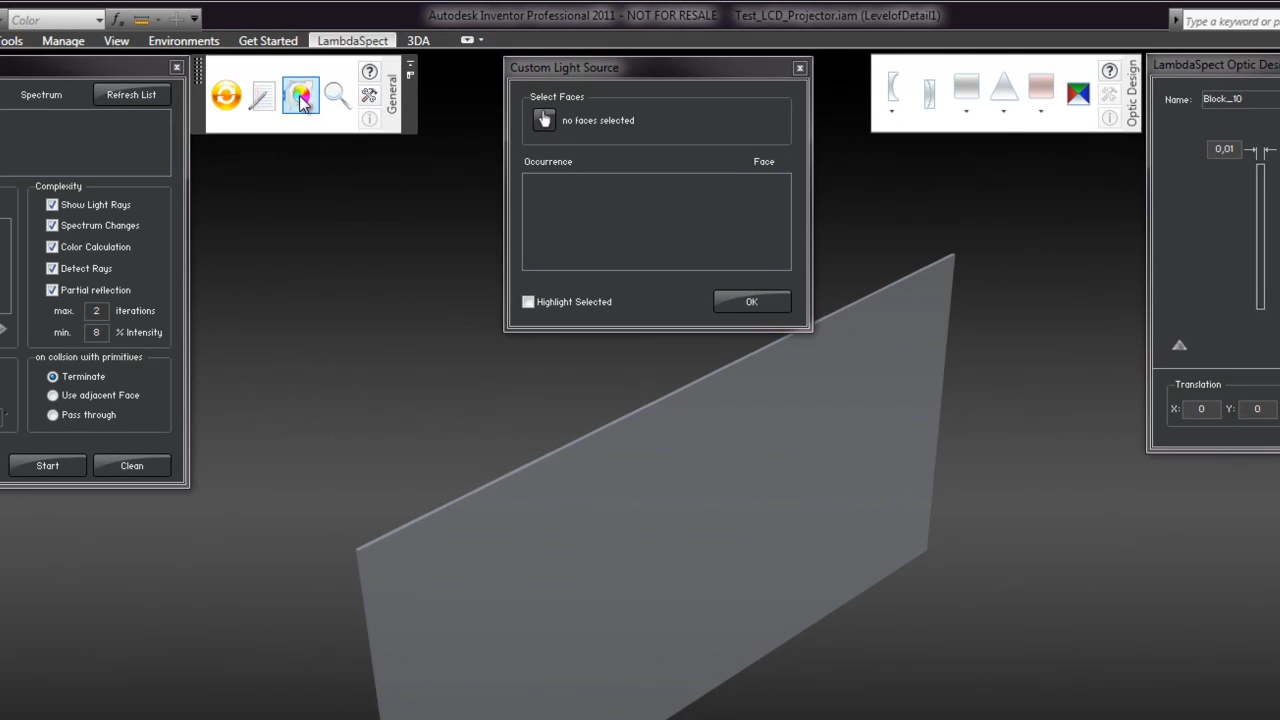 Color
Autodesk Inventor Professional 2011 - NOT FOR RESALE Test_LCD_Projector.iam (LevelofDetail1)
Type a keyword or
Tools Manage View Environments Get Started LambdaSpect 3DA
Spectrum Refresh List
Complexity
Show Light Rays
Spectrum Changes
Color Calculation
Detect Rays
Partial reflection
max. 2 iterations
min. 8 % Intensity
on collsion with primitives
Terminate
Use adjacent Face
Pass through
Start Clean
General
Custom Light Source
Select Faces
no faces selected
Occurrence Face
Highlight Selected OK
Optic Design
LambdaSpect Optic
Name: Block_10
0,01
Translation
X: 0 Y: 0